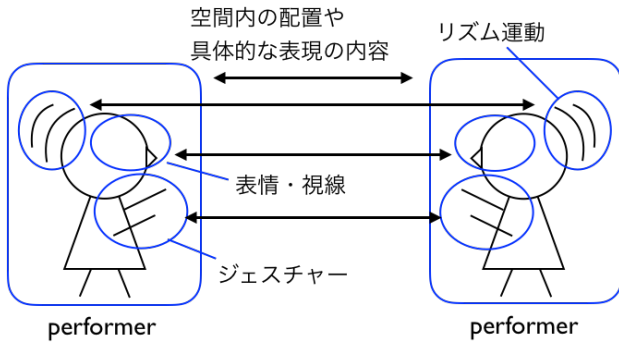 空間内の配置や
具体的な表現の内容
リズム運動
表情・視線
ジェスチャー
performer
performer